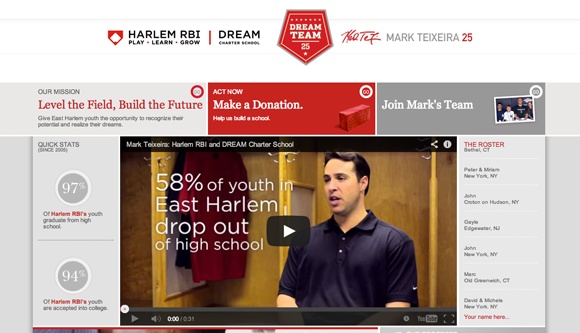 HARLEM RBI
PLAY • LEARN • GROW
DREAM
CHARTER SCHOOL
DREAM
TEAM
25
MARK TEIXEIRA 25
OUR MISSION
GO
Level the Field, Build the Future
Give East Harlem youth the opportunity to recognize their
potential and realize their dreams.
ACT NOW
GO
Make a Donation.
Help us build a school.
GO
Join Mark's Team
QUICK STATS
(SINCE 2005)
97%
Of Harlem RBI's youth
graduate from high
school.
94%
Of Harlem RBI's youth
are accepted into college.
Mark Teixeira: Harlem RBI and DREAM Charter School
58% of youth in
East Harlem
drop out
of high school
0:00 / 0:31
YouTube
THE ROSTER
Bethel, CT
Peter & Miriam
New York, NY
John
Croton on Hudson, NY
Gayle
Edgewater, NJ
John
New York, NY
Marc
Old Greenwich, CT
David & Michele
New York, NY
Your name here...